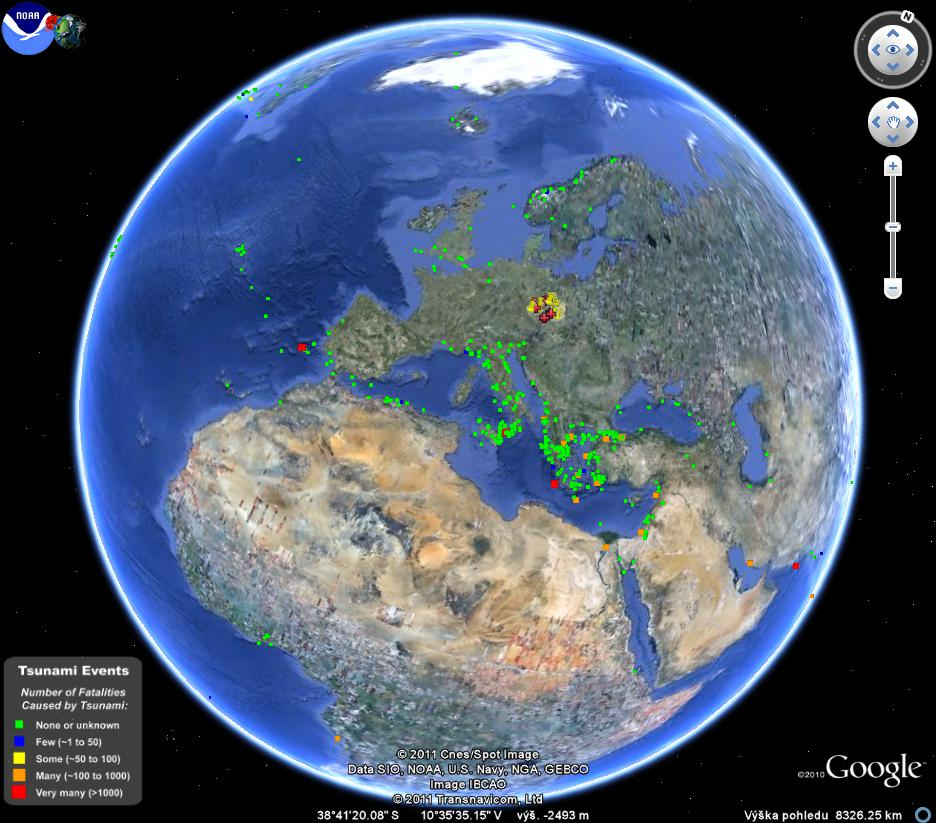 NOAA
N
Tsunami Events
Number of Fatalities
Caused by Tsunami:
None or unknown
Few (~1 to 50)
Some (~50 to 100)
Many (~100 to 1000)
Very many (>1000)
© 2011 Cnes/Spot Image
Data SIO, NOAA, U.S. Navy, NGA, GEBCO
Image IBCAO
© 2011 Transnavicom, Ltd
©2010 Google™
38°41'20.08" S 10°35'35.15" V výš. -2493 m
Výška pohledu 8326.25 km